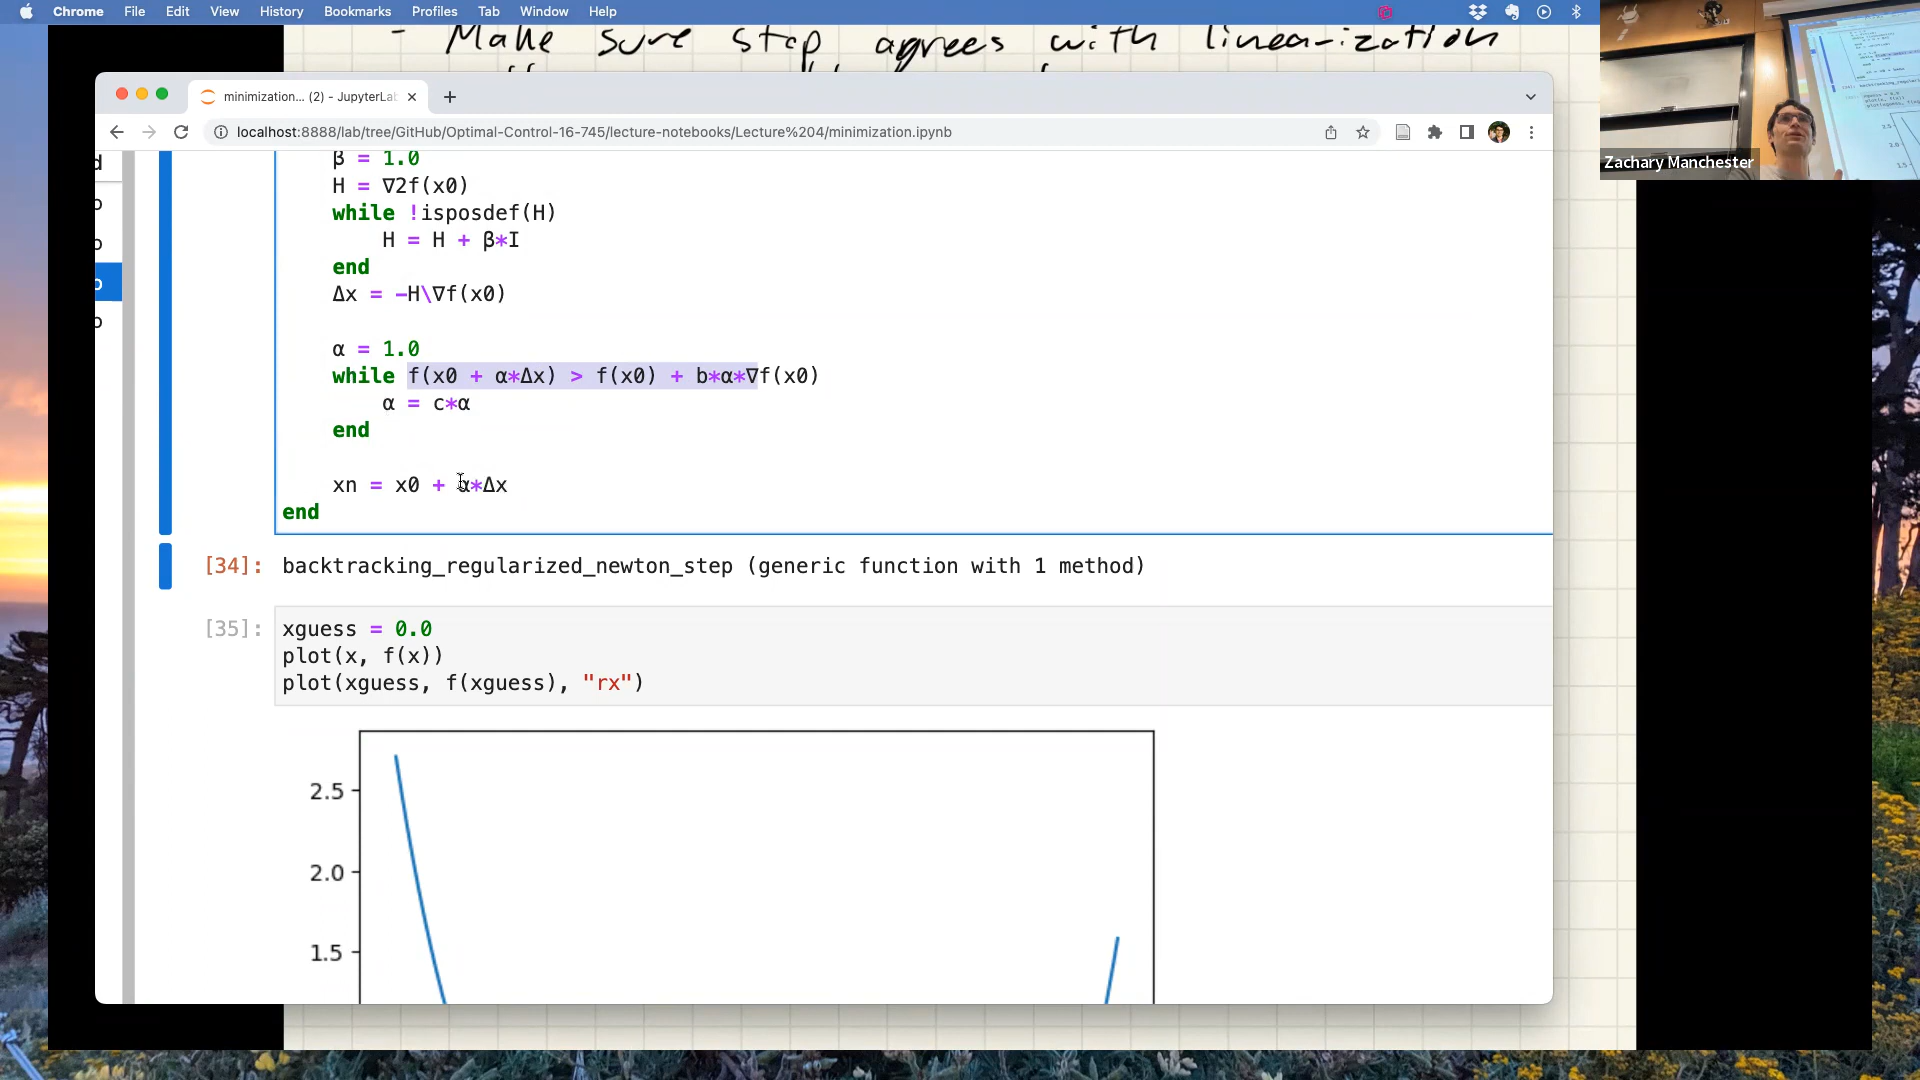 Chrome File Edit View History Bookmarks Profiles Tab Window Help
- Make sure step agrees with linearization
minimization... (2) - JupyterLa
localhost:8888/lab/tree/GitHub/Optimal-Control-16-745/lecture-notebooks/Lecture%204/minimization.ipynb
Zachary Manchester
β = 1.0
H = ∇2f(x0)
while !isposdef(H)
H = H + β*I
end
Δx = -H\∇f(x0)
α = 1.0
while f(x0 + α*Δx) > f(x0) + b*α*∇f(x0)
α = c*α
end
xn = x0 + α*Δx
end
[34]: backtracking_regularized_newton_step (generic function with 1 method)
[35]: xguess = 0.0
plot(x, f(x))
plot(xguess, f(xguess), "rx")
2.5
2.0
1.5